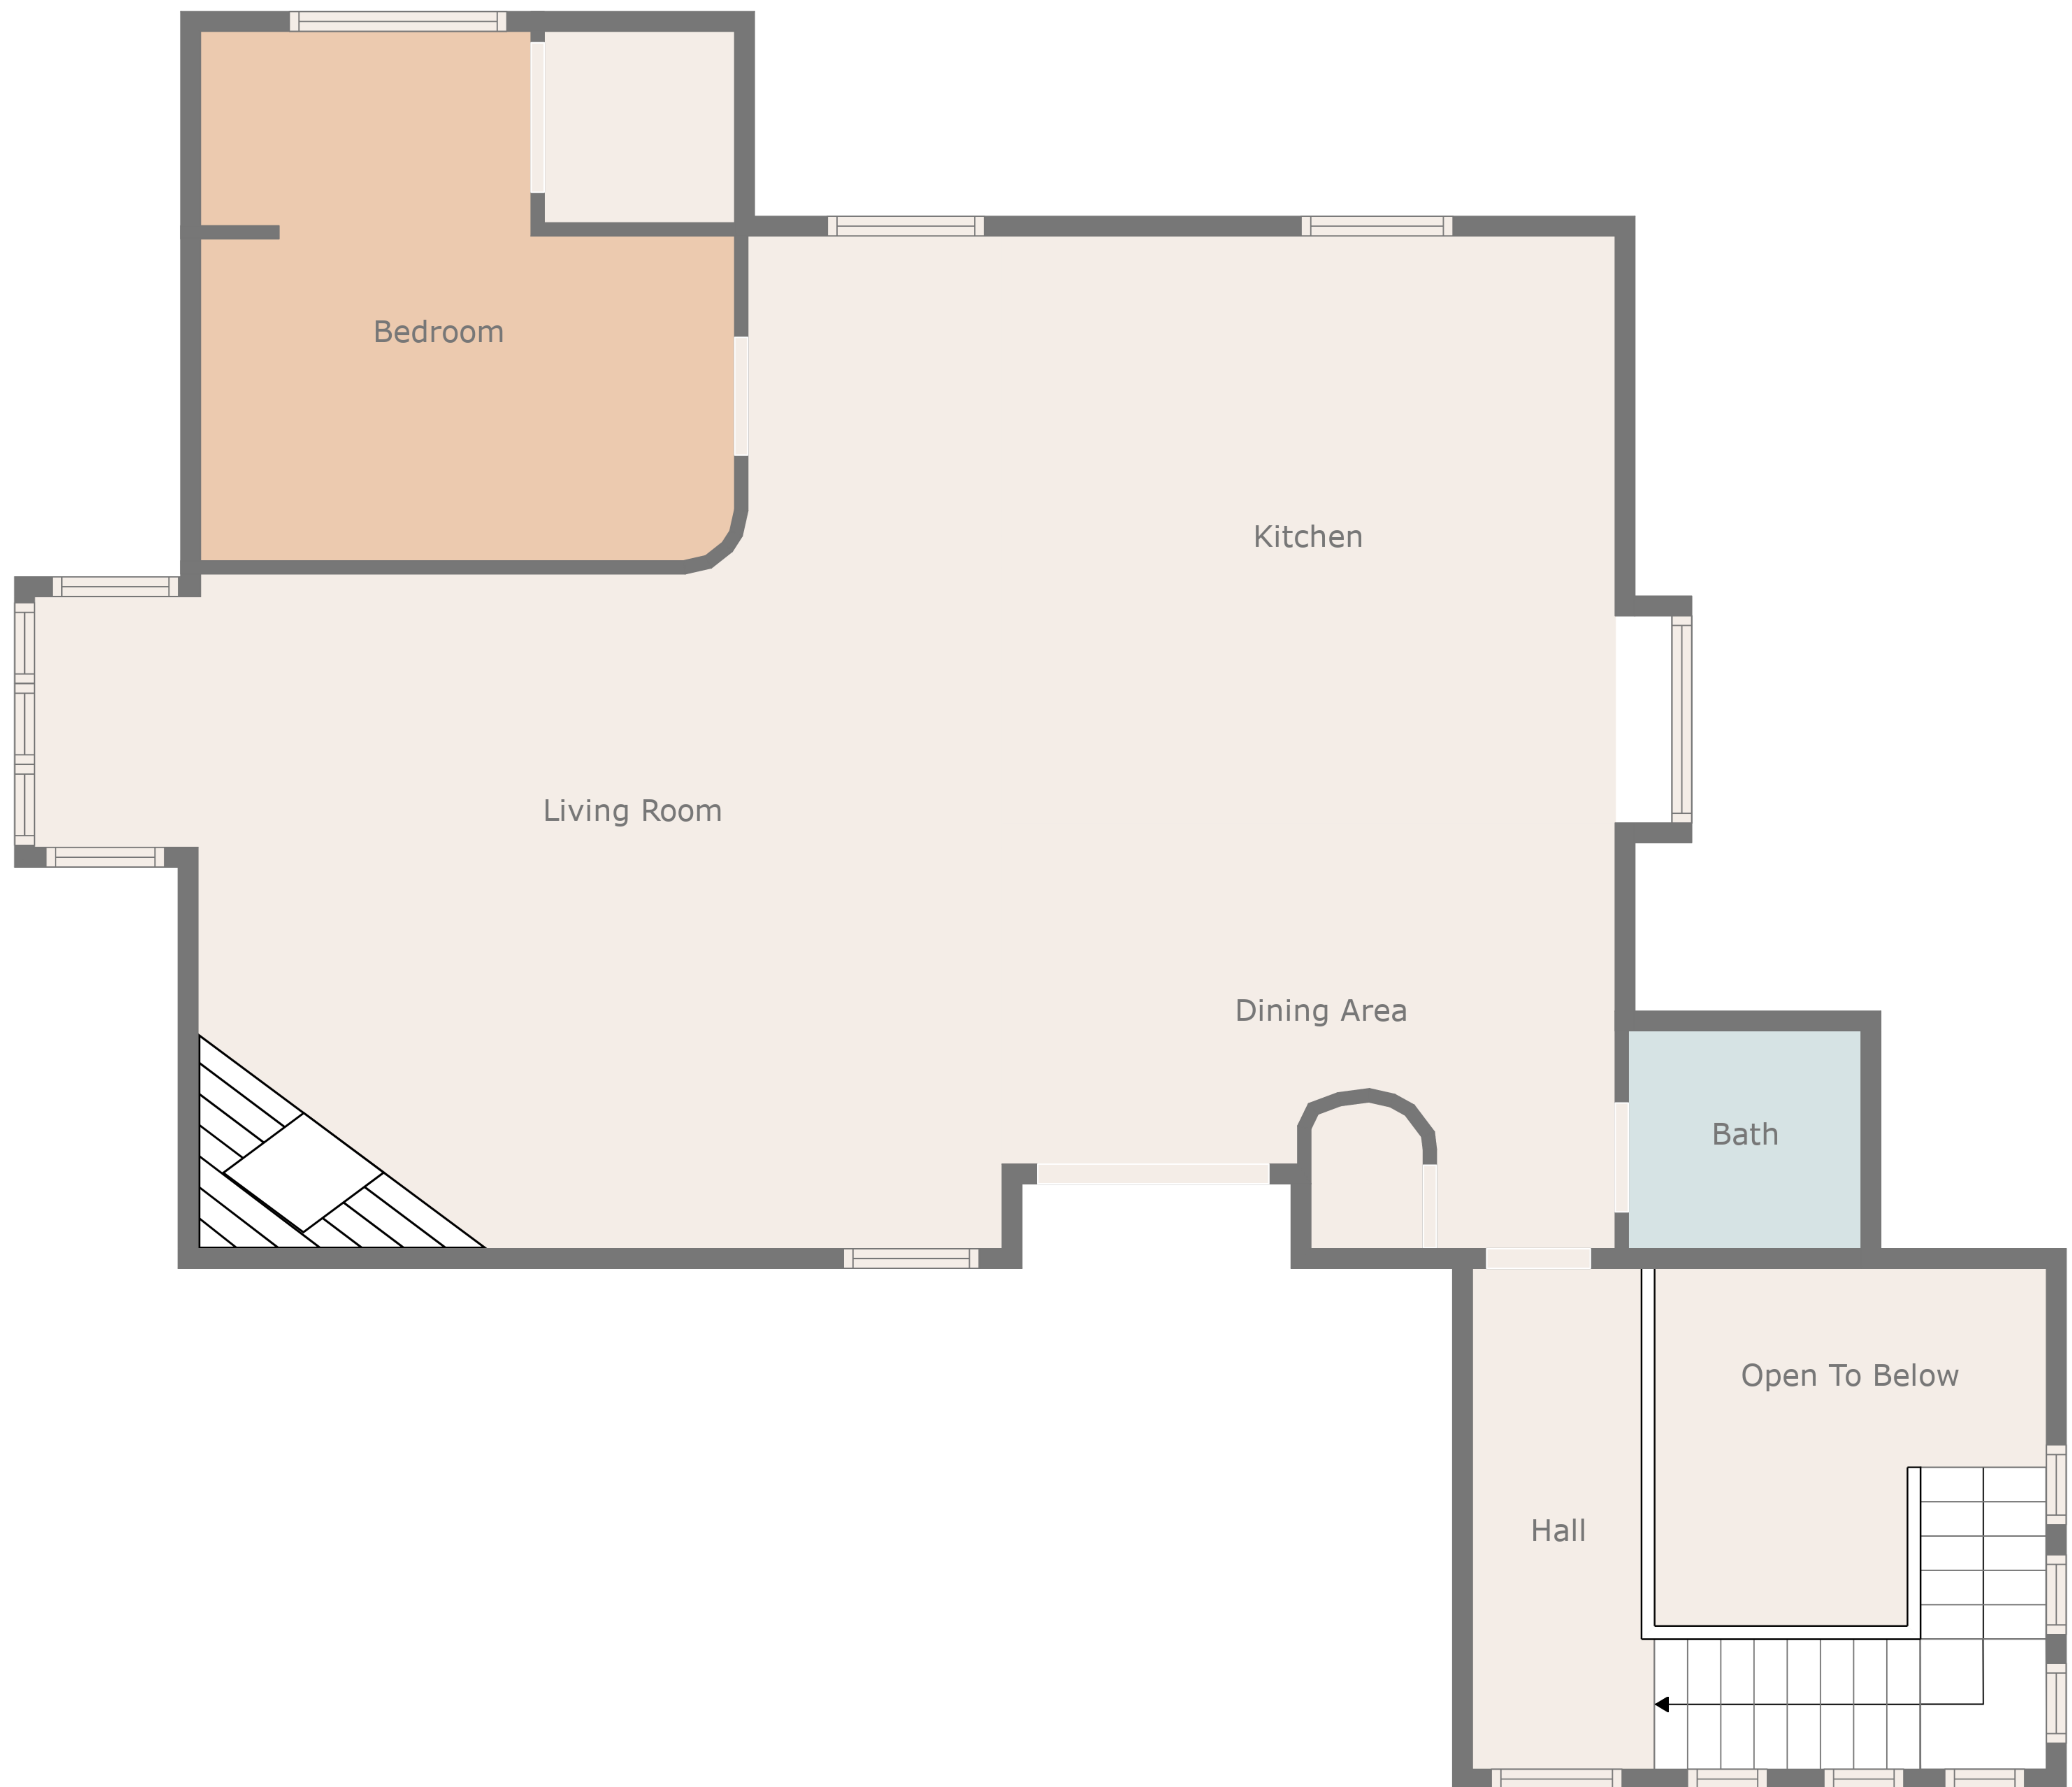 Bedroom
Kitchen
Living Room
Dining Area
Bath
Open To Below
Hall